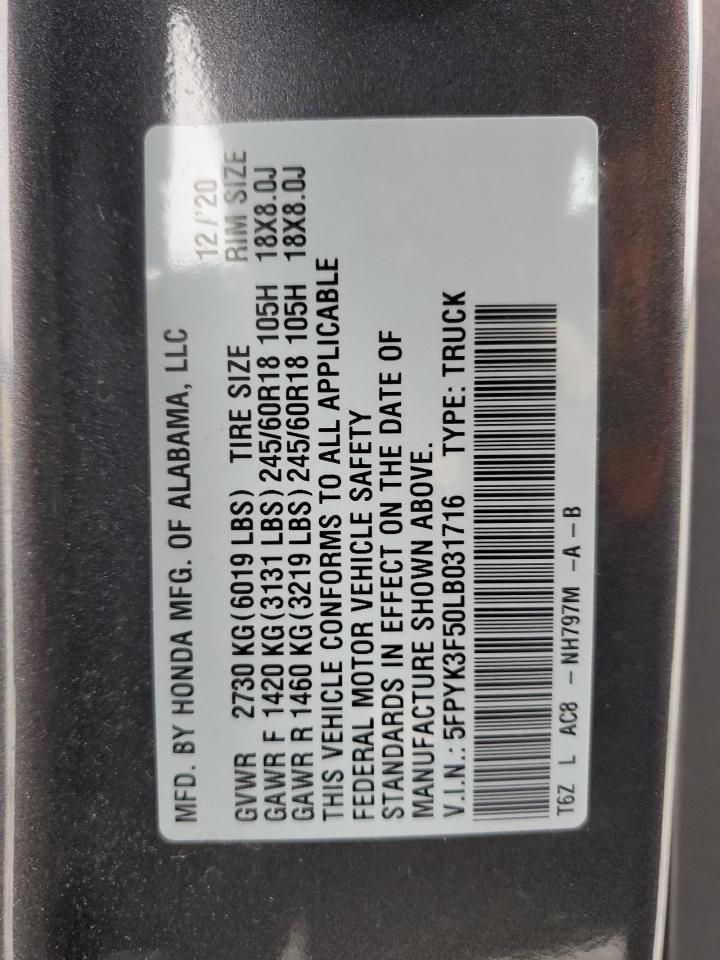 MFD. BY HONDA MFG. OF ALABAMA, LLC 12/'20
GVWR 2730 KG(6019 LBS) TIRE SIZE RIM SIZE
GAWR F 1420 KG(3131 LBS)245/60R18 105H 18X8.0J
GAWR R 1460 KG(3219 LBS)245/60R18 105H 18X8.0J
THIS VEHICLE CONFORMS TO ALL APPLICABLE
FEDERAL MOTOR VEHICLE SAFETY
STANDARDS IN EFFECT ON THE DATE OF
MANUFACTURE SHOWN ABOVE.
V.I.N.: 5FPYK3F50LB031716 TYPE: TRUCK
T6Z L AC8 - NH797M -A-B